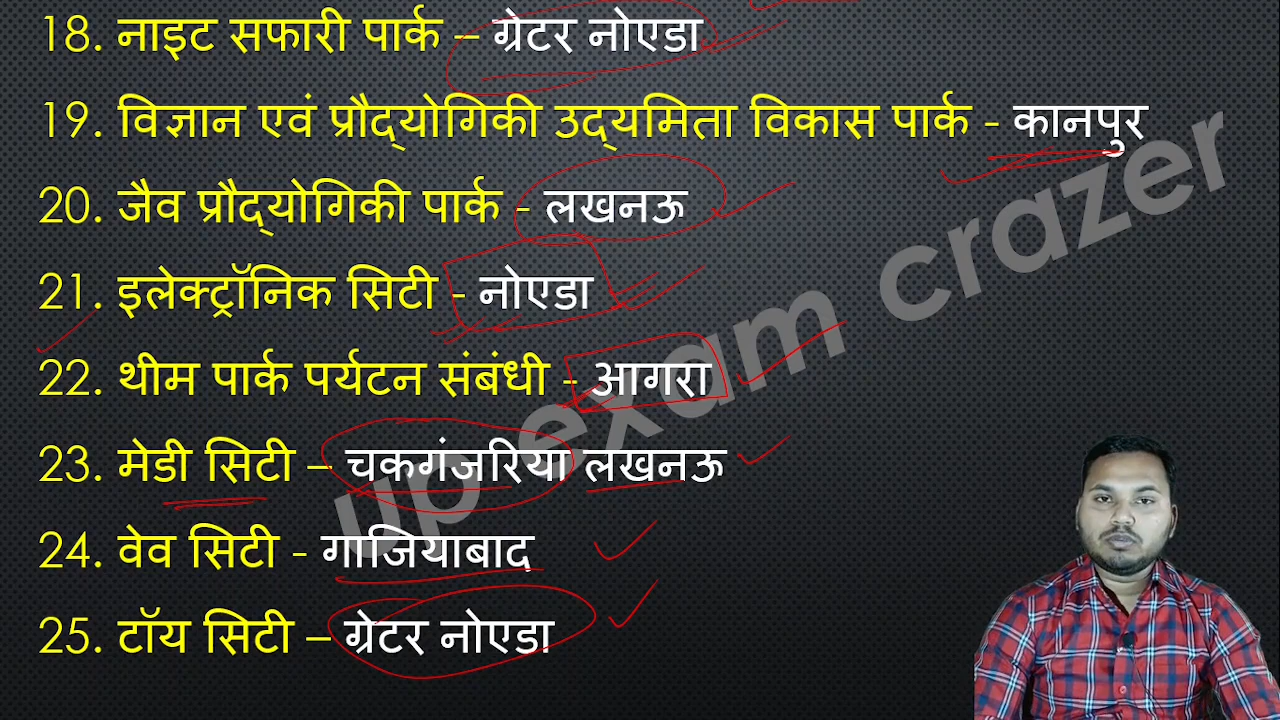 18. नाइट सफारी पार्क – ग्रेटर नोएडा
19. विज्ञान एवं प्रौद्योगिकी उद्यमिता विकास पार्क - कानपुर
20. जैव प्रौद्योगिकी पार्क - लखनऊ
21. इलेक्ट्रॉनिक सिटी - नोएडा
22. थीम पार्क पर्यटन संबंधी - आगरा
23. मेडी सिटी – चकगंजरिया लखनऊ
24. वेव सिटी - गाजियाबाद
25. टॉय सिटी – ग्रेटर नोएडा
up exam crazer